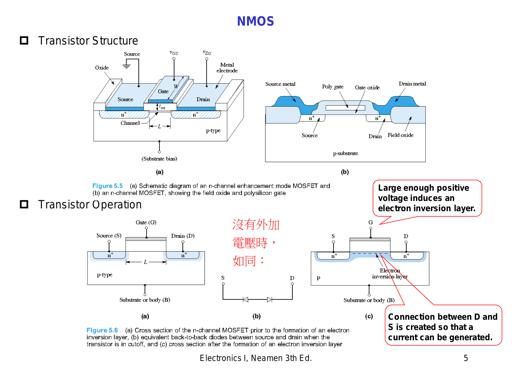 NMOS
Transistor Structure
Source
Oxide
Metal
electrode
Gate
Source
Drain
Channel
L
n+
n+
p-type
(Substrate bias)
(a)
Source metal
Poly gate
Gate oxide
Drain metal
n+
n+
Source
Drain
Field oxide
p-substrate
(b)
Figure 5.5 (a) Schematic diagram of an n-channel enhancement mode MOSFET and
(b) an n-channel MOSFET, showing the field oxide and polysilicon gate
Large enough positive
voltage induces an
electron inversion layer.
Transistor Operation
Gate (G)
Source (S)
Drain (D)
n+
n+
L
p-type
Substrate or body (B)
(a)
沒有外加
電壓時，
如同：
S
D
(b)
G
S
D
n+
n+
Electron
inversion layer
p
Substrate or body (B)
(c)
Connection between D and
S is created so that a
current can be generated.
Figure 5.6 (a) Cross section of the n-channel MOSFET prior to the formation of an electron
inversion layer, (b) equivalent back-to-back diodes between source and drain when the
transistor is in cutoff, and (c) cross section after the formation of an electron inversion layer
Electronics I, Neamen 3th Ed.
5